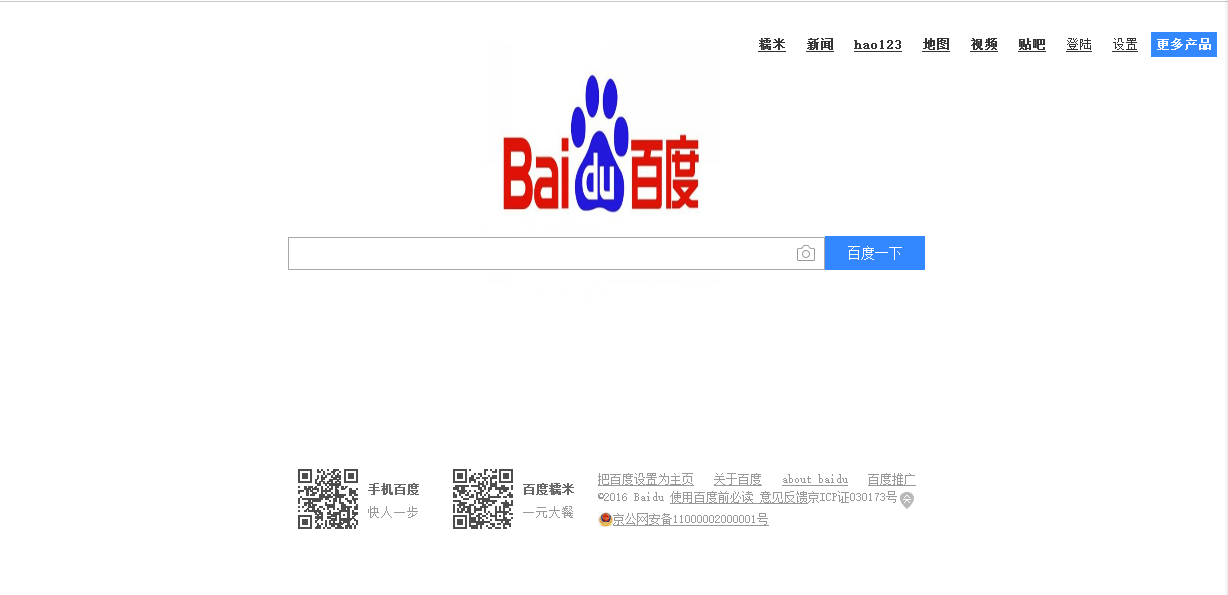 糯米 新闻 hao123 地图 视频 贴吧 登陆 设置 更多产品
Bai du 百度
百度一下
手机百度
快人一步
百度糯米
一元大餐
把百度设置为主页 关于百度 about baidu 百度推广
©2016 Baidu 使用百度前必读 意见反馈京ICP证030173号
京公网安备11000002000001号